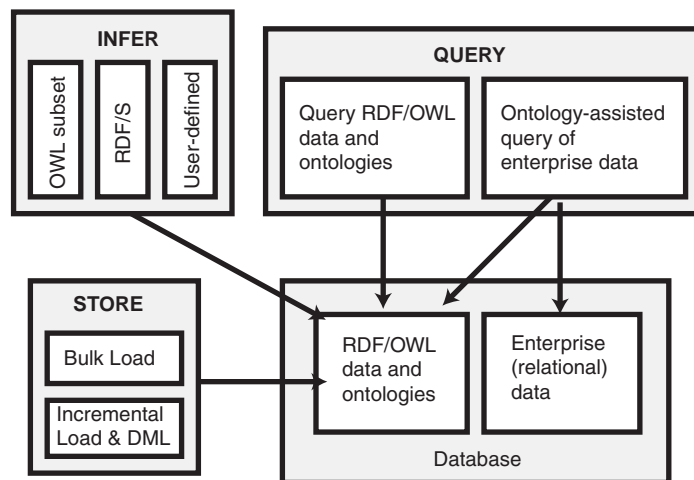 INFER
OWL subset
RDF/S
User-defined
QUERY
Query RDF/OWL
data and
ontologies
Ontology-assisted
query of
enterprise data
STORE
Bulk Load
Incremental
Load & DML
RDF/OWL
data and
ontologies
Enterprise
(relational)
data
Database